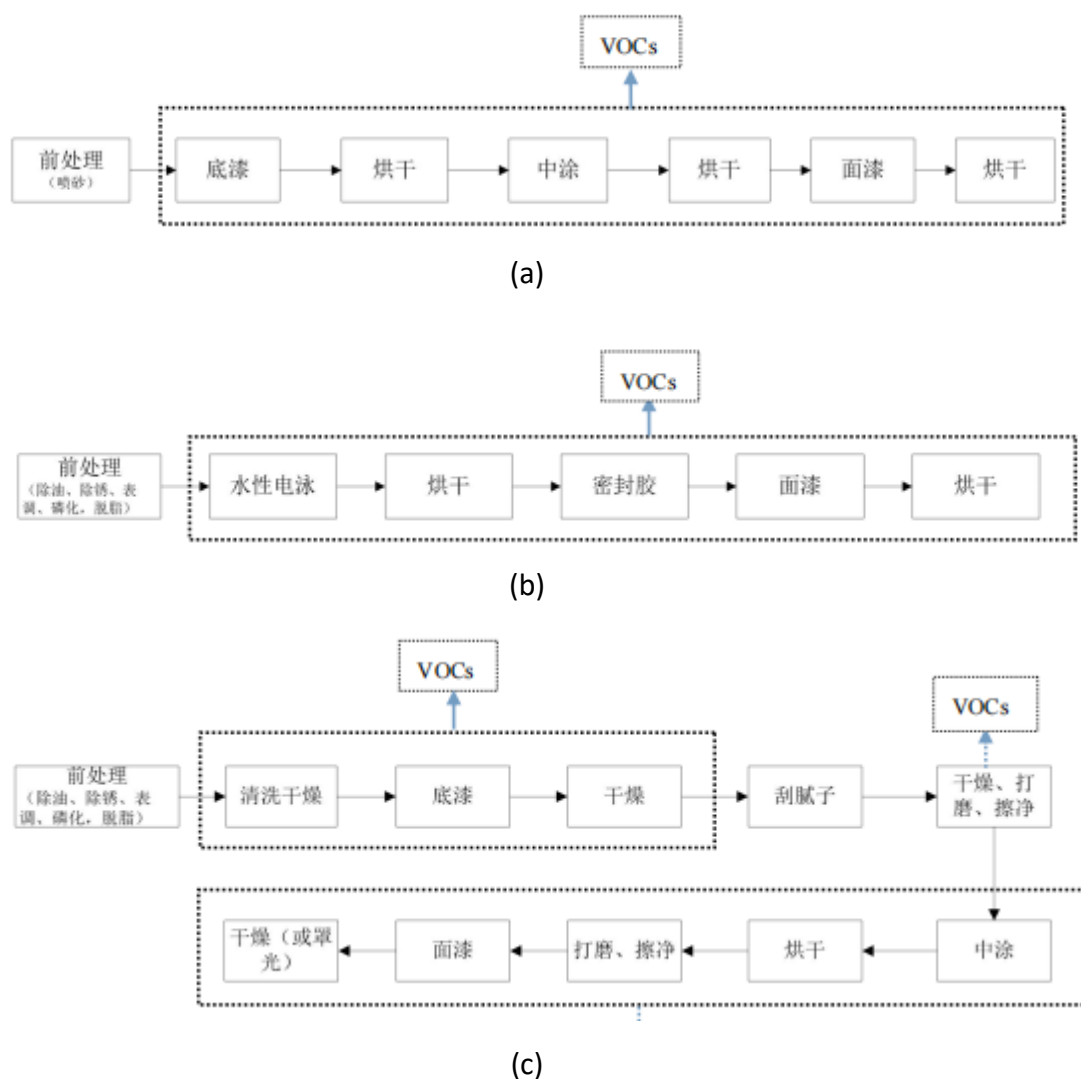 VOCs
前处理
（喷砂）
底漆
烘干
中涂
烘干
面漆
烘干
(a)
VOCs
前处理
（除油、除锈、表
调、磷化，脱脂）
水性电泳
烘干
密封胶
面漆
烘干
(b)
VOCs
VOCs
前处理
（除油、除锈、表
调、磷化，脱脂）
清洗干燥
底漆
干燥
刮腻子
干燥、打
磨、擦净
干燥（或罩
光）
面漆
打磨、擦净
烘干
中涂
(c)